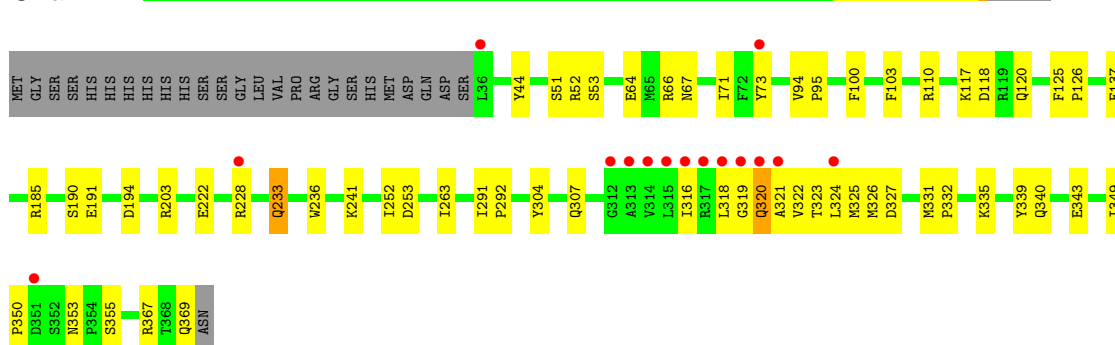 MET GLY SER SER HIS HIS HIS HIS HIS HIS SER SER GLY LEU VAL PRO ARG GLY SER HIS MET ASP GLN ASP SER L36 Y44 S51 R52 S53 E64 M65 R66 N67 I71 F72 Y73 V94 P95 F100 F103 R110 K117 D118 R119 Q120 F125 P126
R185 S190 E191 D194 R203 E222 R228 Q233 W236 K241 I252 D253 I263 I291 P292 Y304 Q307 G312 A313 V314 L315 I316 R317 L318 G319 Q320 A321 V322 T323 L324 M325 M326 D327 M331 P332 K335 Y339 Q340 E343
P350 D351 S352 N353 P354 S355 R367 T368 Q369 ASN